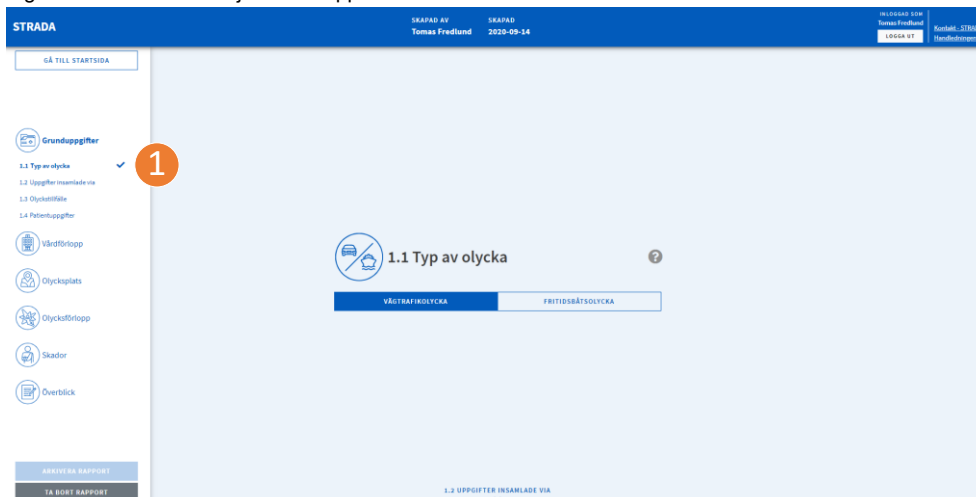 STRADA
SKAPAD AV
Tomas Fredlund
SKAPAD
2020-09-14
INLOGGAD SOM
Tomas Fredlund
LOGGA UT
Kontakt - STRA
Handledningen
GÅ TILL STARTSIDA
Grunduppgifter
1.1 Typ av olycka
1
1.2 Uppgifter insamlade via
1.3 Olyckstillfälle
1.4 Patientuppgifter
Vårdförlopp
Olycksplats
Olycksförlopp
Skador
Överblick
ARKIVERA RAPPORT
TA BORT RAPPORT
1.1 Typ av olycka
?
VÄGTRAFIKOLYCKA
FRITIDSBÅTSOLYCKA
1.2 UPPGIFTER INSAMLADE VIA